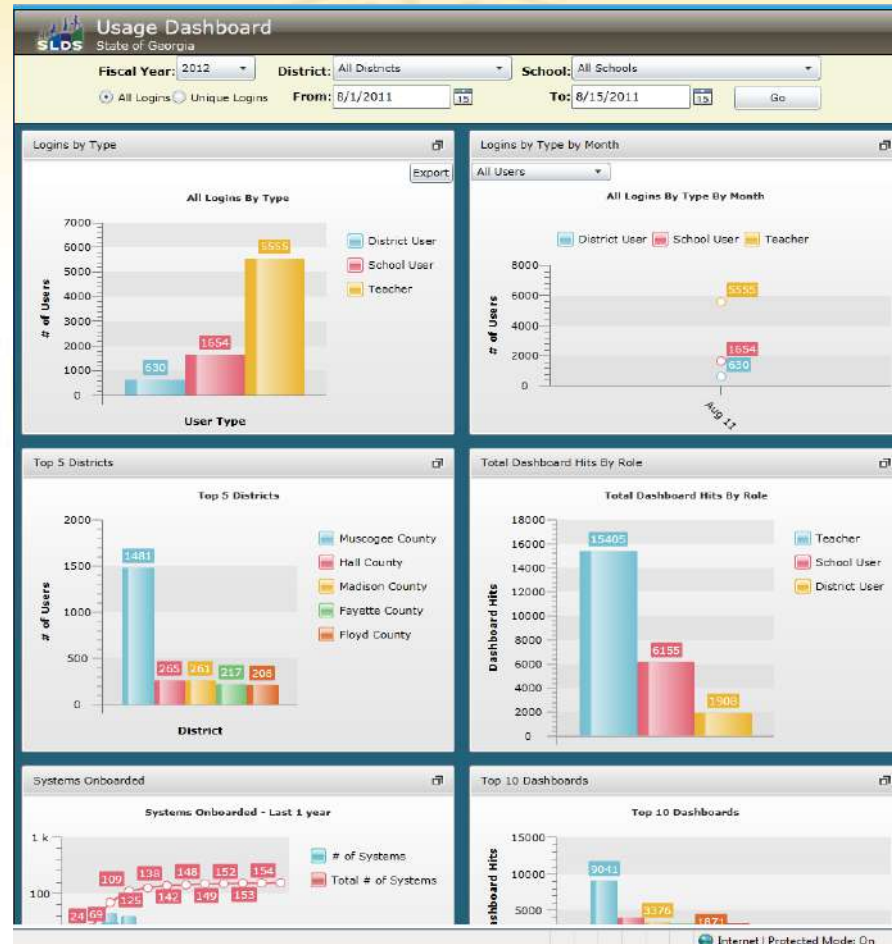 Usage Dashboard
SLDS State of Georgia
Fiscal Year: 2012 District: All Districts School: All Schools
All Logins Unique Logins From: 8/1/2011 15 To: 8/15/2011 15 Go
Logins by Type
Export
All Logins By Type
7000
6000
5000
4000
3000
2000
1000
0
# of Users
630
1654
5555
District User
School User
Teacher
User Type
Logins by Type by Month
All Users
All Logins By Type By Month
District User School User Teacher
8000
6000
4000
2000
0
# of Users
5555
1654
630
Aug 11
Top 5 Districts
Top 5 Districts
2000
1500
1000
500
0
# of Users
1481
265 261 217 208
Muscogee County
Hall County
Madison County
Fayette County
Floyd County
District
Total Dashboard Hits By Role
Total Dashboard Hits By Role
18000
16000
14000
12000
10000
8000
6000
4000
2000
0
Dashboard Hits
15405
6155
1908
Teacher
School User
District User
Systems Onboarded
Systems Onboarded - Last 1 year
1 k
100
24 69 109 125 138 142 148 149 152 153 154
# of Systems
Total # of Systems
Top 10 Dashboards
Top 10 Dashboards
15000
10000
5000
9041
3376
1871
Internet | Protected Mode: On